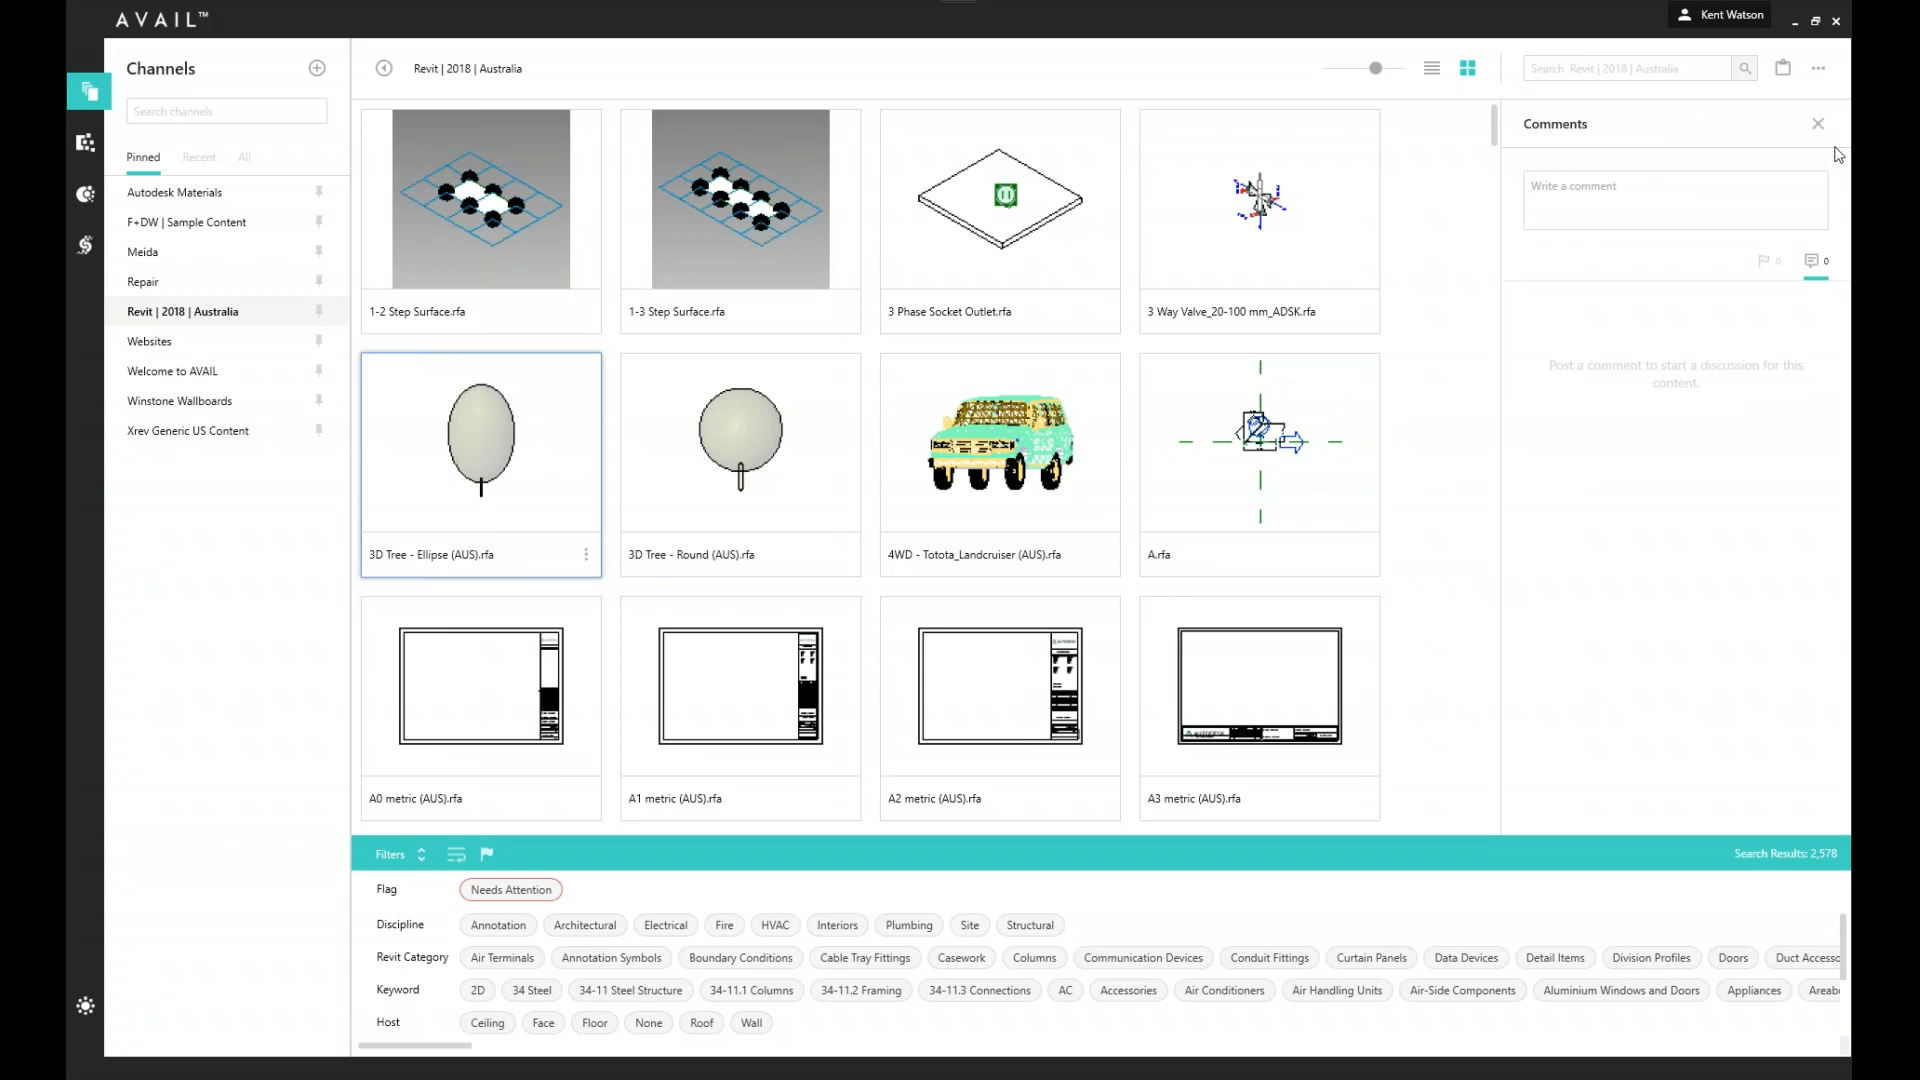 AVAIL™
Kent Watson
Channels
Search channels
Pinned Recent All
Autodesk Materials
F+DW | Sample Content
Meida
Repair
Revit | 2018 | Australia
Websites
Welcome to AVAIL
Winstone Wallboards
Xrev Generic US Content
Revit | 2018 | Australia
Search Revit | 2018 | Australia
1-2 Step Surface.rfa
1-3 Step Surface.rfa
3 Phase Socket Outlet.rfa
3 Way Valve_20-100 mm_ADSK.rfa
3D Tree - Ellipse (AUS).rfa
3D Tree - Round (AUS).rfa
4WD - Totota_Landcruiser (AUS).rfa
A.rfa
A0 metric (AUS).rfa
A1 metric (AUS).rfa
A2 metric (AUS).rfa
A3 metric (AUS).rfa
Comments
Write a comment
0 0
Post a comment to start a discussion for this
content.
Filters
Search Results: 2,578
Flag Needs Attention
Discipline Annotation Architectural Electrical Fire HVAC Interiors Plumbing Site Structural
Revit Category Air Terminals Annotation Symbols Boundary Conditions Cable Tray Fittings Casework Columns Communication Devices Conduit Fittings Curtain Panels Data Devices Detail Items Division Profiles Doors Duct Accesso
Keyword 2D 34 Steel 34-11 Steel Structure 34-11.1 Columns 34-11.2 Framing 34-11.3 Connections AC Accessories Air Conditioners Air Handling Units Air-Side Components Aluminium Windows and Doors Appliances Areab
Host Ceiling Face Floor None Roof Wall